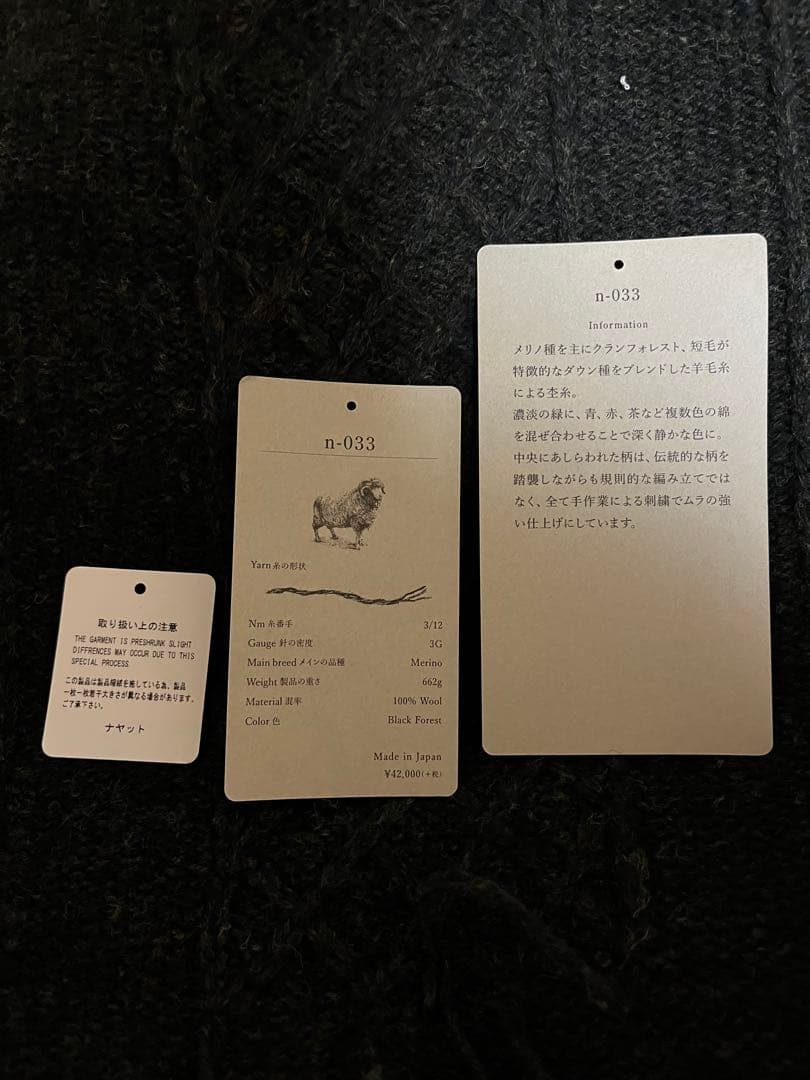 取り扱い上の注意
THE GARMENT IS PRESHRUNK SLIGHT
DIFFRENCES MAY OCCUR DUE TO THIS
SPECIAL PROCESS.
この製品は製品縮絨を施している為、製品
一枚一枚若干大きさが異なる場合があります。
ご了承下さい。
ナヤット
n-033
Yarn 糸の形状
Nm 糸番手 3/12
Gauge 針の密度 3G
Main breed メインの品種 Merino
Weight 製品の重さ 662g
Material 混率 100% Wool
Color 色 Black Forest
Made in Japan
¥42,000(+税)
n-033
Information
メリノ種を主にクランフォレスト、短毛が
特徴的なダウン種をブレンドした羊毛糸
による杢糸。
濃淡の緑に、青、赤、茶など複数色の綿
を混ぜ合わせることで深く静かな色に。
中央にあしらわれた柄は、伝統的な柄を
踏襲しながらも規則的な編み立てでは
なく、全て手作業による刺繍でムラの強
い仕上げにしています。